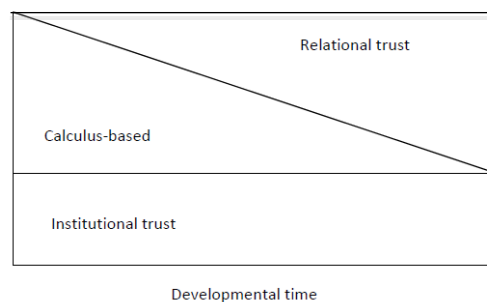 Relational trust
Calculus-based
Institutional trust
Developmental time